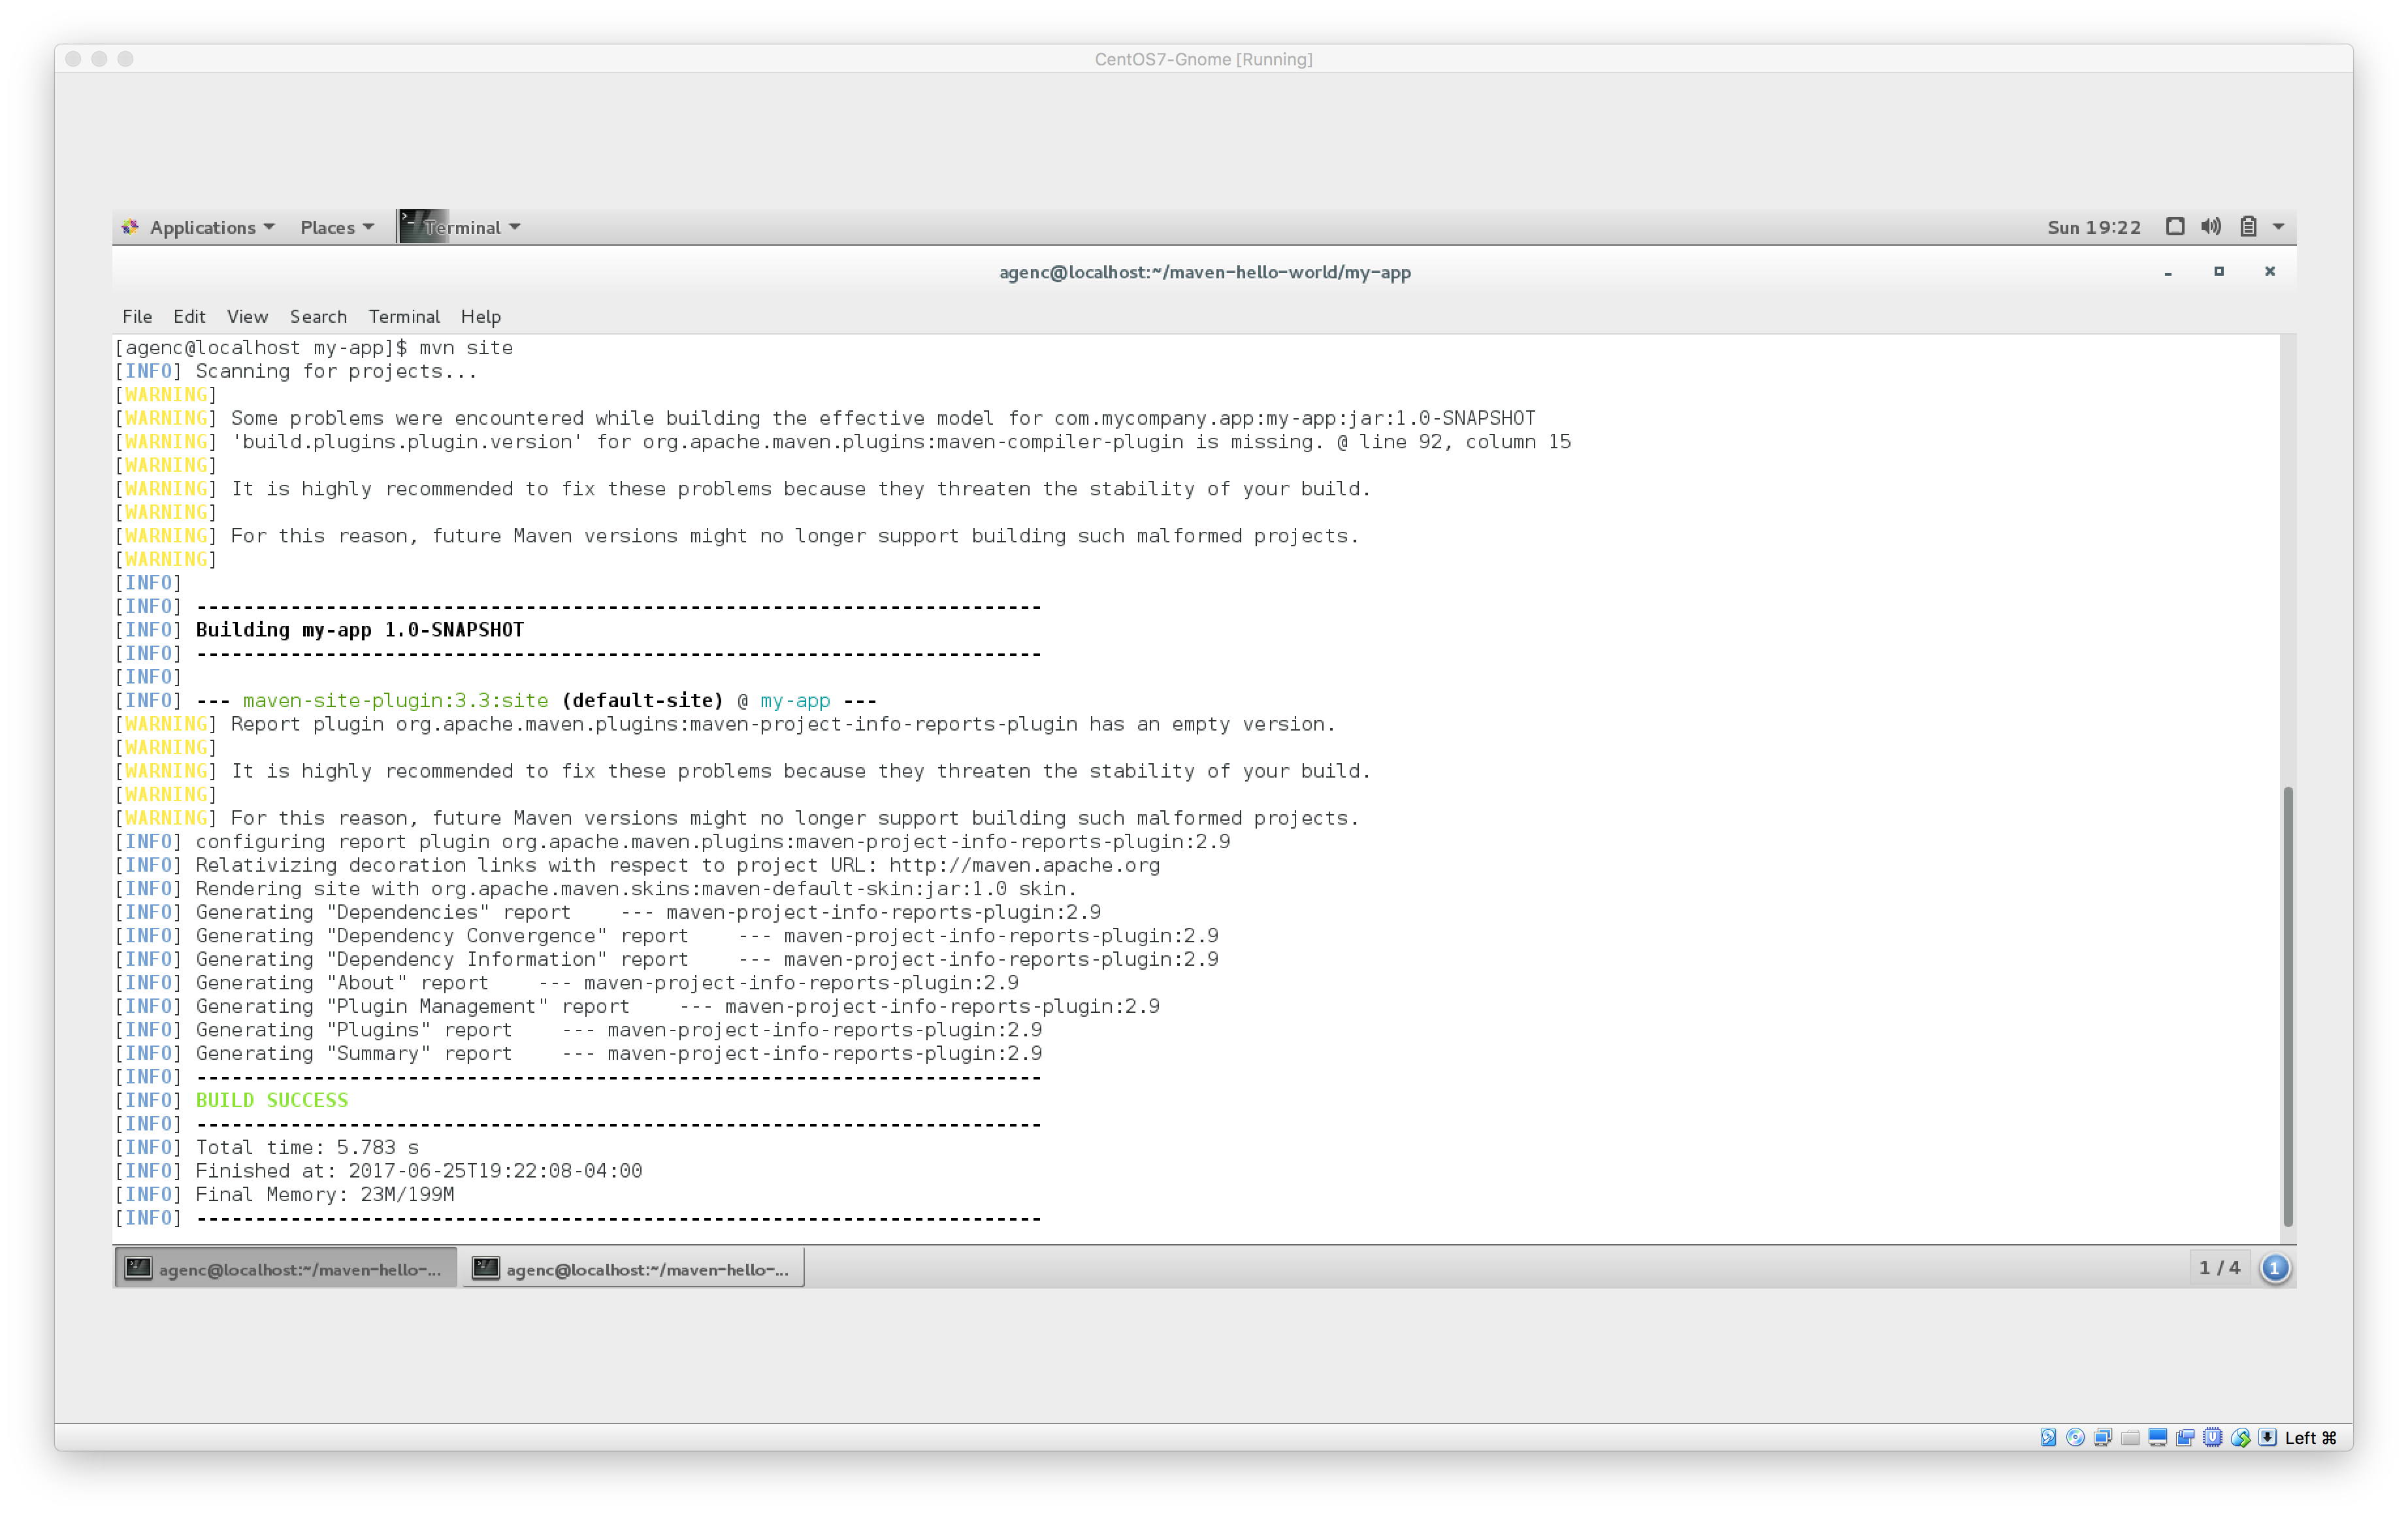 CentOS7-Gnome [Running]
Applications Places Terminal Sun 19:22
agenc@localhost:~/maven-hello-world/my-app
File Edit View Search Terminal Help
[agenc@localhost my-app]$ mvn site
[INFO] Scanning for projects...
[WARNING]
[WARNING] Some problems were encountered while building the effective model for com.mycompany.app:my-app:jar:1.0-SNAPSHOT
[WARNING] 'build.plugins.plugin.version' for org.apache.maven.plugins:maven-compiler-plugin is missing. @ line 92, column 15
[WARNING]
[WARNING] It is highly recommended to fix these problems because they threaten the stability of your build.
[WARNING]
[WARNING] For this reason, future Maven versions might no longer support building such malformed projects.
[WARNING]
[INFO]
[INFO] ------------------------------------------------------------------------
[INFO] Building my-app 1.0-SNAPSHOT
[INFO] ------------------------------------------------------------------------
[INFO]
[INFO] --- maven-site-plugin:3.3:site (default-site) @ my-app ---
[WARNING] Report plugin org.apache.maven.plugins:maven-project-info-reports-plugin has an empty version.
[WARNING]
[WARNING] It is highly recommended to fix these problems because they threaten the stability of your build.
[WARNING]
[WARNING] For this reason, future Maven versions might no longer support building such malformed projects.
[INFO] configuring report plugin org.apache.maven.plugins:maven-project-info-reports-plugin:2.9
[INFO] Relativizing decoration links with respect to project URL: http://maven.apache.org
[INFO] Rendering site with org.apache.maven.skins:maven-default-skin:jar:1.0 skin.
[INFO] Generating "Dependencies" report    --- maven-project-info-reports-plugin:2.9
[INFO] Generating "Dependency Convergence" report    --- maven-project-info-reports-plugin:2.9
[INFO] Generating "Dependency Information" report    --- maven-project-info-reports-plugin:2.9
[INFO] Generating "About" report    --- maven-project-info-reports-plugin:2.9
[INFO] Generating "Plugin Management" report    --- maven-project-info-reports-plugin:2.9
[INFO] Generating "Plugins" report    --- maven-project-info-reports-plugin:2.9
[INFO] Generating "Summary" report    --- maven-project-info-reports-plugin:2.9
[INFO] ------------------------------------------------------------------------
[INFO] BUILD SUCCESS
[INFO] ------------------------------------------------------------------------
[INFO] Total time: 5.783 s
[INFO] Finished at: 2017-06-25T19:22:08-04:00
[INFO] Final Memory: 23M/199M
[INFO] ------------------------------------------------------------------------
agenc@localhost:~/maven-hello-... agenc@localhost:~/maven-hello-... 1 / 4 1
Left ⌘